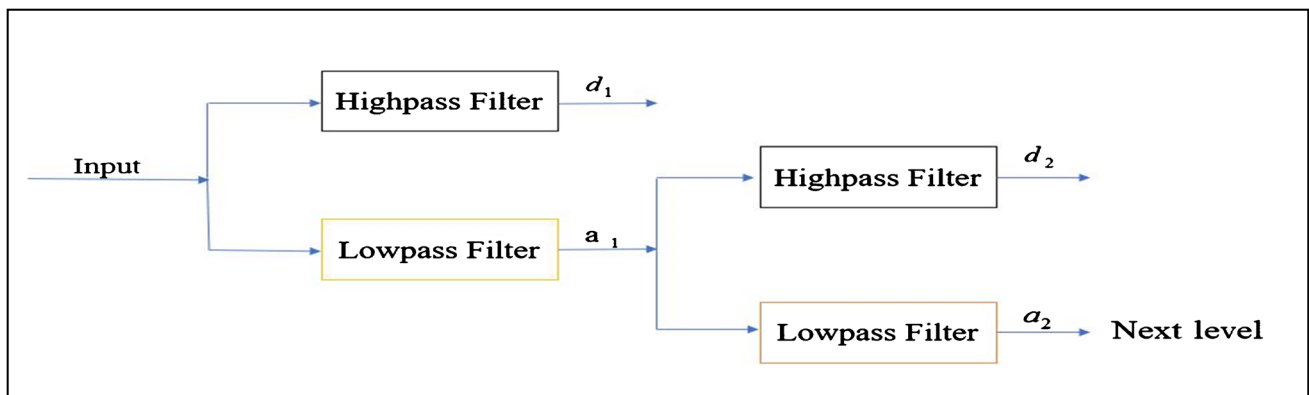 Input
Highpass Filter
d₁
Lowpass Filter
a ₁
Highpass Filter
d₂
Lowpass Filter
a₂
Next level